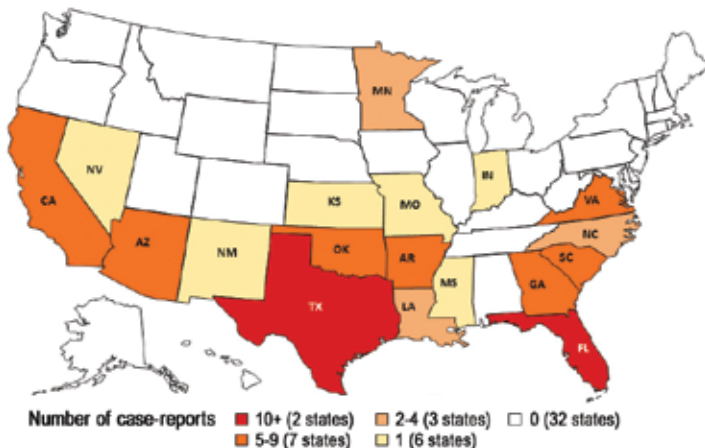 MN
NV
IN
CA
KS
MO
VA
AZ
NM
OK
AR
NC
SC
MS
GA
TX
LA
FL
Number of case-reports 10+ (2 states) 2-4 (3 states) 0 (32 states)
5-9 (7 states) 1 (6 states)